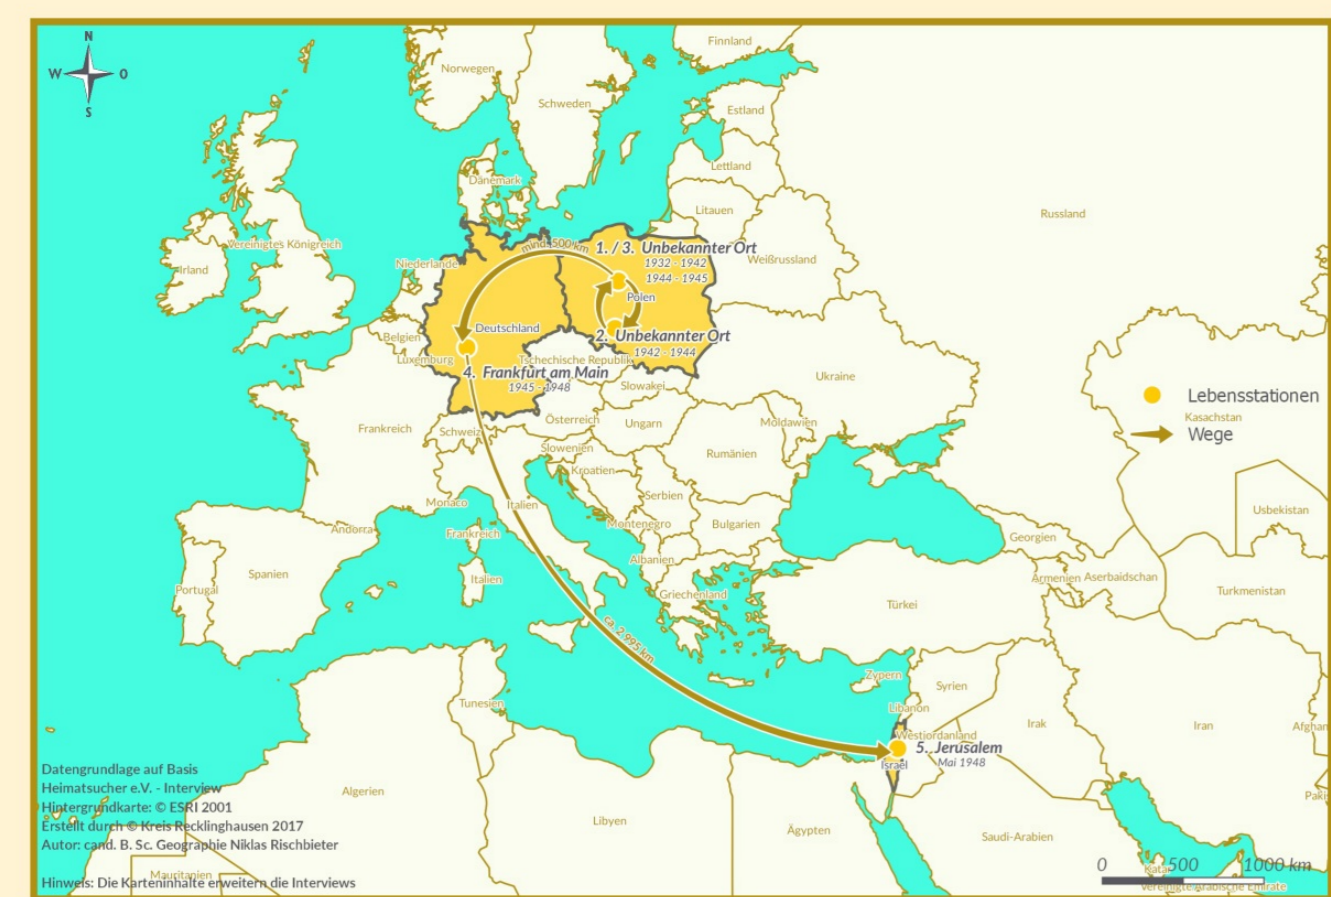 N
W O
S
Finnland
Norwegen
Schweden
Estland
Lettland
Dänemark
Litauen
Russland
Vereinigtes Königreich
Irland
Niederlande
mind. 500 km
1. / 3. Unbekannter Ort
1932 - 1942
1944 - 1945
Weißrussland
Polen
Belgien
Deutschland
2. Unbekannter Ort
1942 - 1944
Luxemburg
Tschechische Republik
4. Frankfurt am Main
1945 - 1948
Slowakei
Ukraine
Lebensstationen
Kasachstan
Wege
Frankreich
Schweiz
Österreich
Ungarn
Moldawien
Slowenien
Rumänien
Kroatien
Serbien
Monaco
Italien
Usbekistan
Andorra
Frankreich
Montenegro
Bulgarien
Georgien
Albanien
Spanien
Portugal
Italien
Griechenland
Türkei
Armenien
Aserbaidschan
Turkmenistan
ca. 2.995 km
Zypern
Syrien
Tunesien
Libanon
Irak
Iran
Afghan
Westjordanland
5. Jerusalem
Mai 1948
Israel
Datengrundlage auf Basis
Heimatsucher e.V. - Interview
Hintergrundkarte: © ESRI 2001
Erstellt durch © Kreis Recklinghausen 2017
Autor: cand. B. Sc. Geographie Niklas Rischbieter
Hinweis: Die Karteninhalte erweitern die Interviews
Algerien
Libyen
Ägypten
Saudi-Arabien
Pakis
Mauritanien
0 500 1000 km
Katar
Vereinigte Arabische Emirate